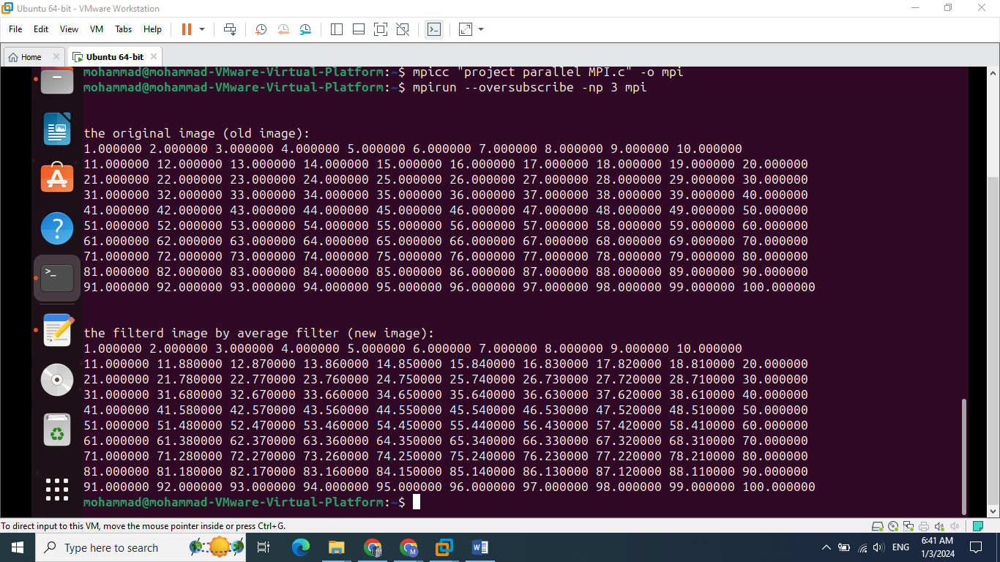 Ubuntu 64-bit - VMware Workstation
File Edit View VM Tabs Help
Home Ubuntu 64-bit
mohammad@mohammad-VMware-Virtual-Platform:~$ mpicc "project parallel MPI.c" -o mpi
mohammad@mohammad-VMware-Virtual-Platform:~$ mpirun --oversubscribe -np 3 mpi
the original image (old image):
1.000000 2.000000 3.000000 4.000000 5.000000 6.000000 7.000000 8.000000 9.000000 10.000000
11.000000 12.000000 13.000000 14.000000 15.000000 16.000000 17.000000 18.000000 19.000000 20.000000
21.000000 22.000000 23.000000 24.000000 25.000000 26.000000 27.000000 28.000000 29.000000 30.000000
31.000000 32.000000 33.000000 34.000000 35.000000 36.000000 37.000000 38.000000 39.000000 40.000000
41.000000 42.000000 43.000000 44.000000 45.000000 46.000000 47.000000 48.000000 49.000000 50.000000
51.000000 52.000000 53.000000 54.000000 55.000000 56.000000 57.000000 58.000000 59.000000 60.000000
61.000000 62.000000 63.000000 64.000000 65.000000 66.000000 67.000000 68.000000 69.000000 70.000000
71.000000 72.000000 73.000000 74.000000 75.000000 76.000000 77.000000 78.000000 79.000000 80.000000
81.000000 82.000000 83.000000 84.000000 85.000000 86.000000 87.000000 88.000000 89.000000 90.000000
91.000000 92.000000 93.000000 94.000000 95.000000 96.000000 97.000000 98.000000 99.000000 100.000000
the filterd image by average filter (new image):
1.000000 2.000000 3.000000 4.000000 5.000000 6.000000 7.000000 8.000000 9.000000 10.000000
11.000000 11.880000 12.870000 13.860000 14.850000 15.840000 16.830000 17.820000 18.810000 20.000000
21.000000 21.780000 22.770000 23.760000 24.750000 25.740000 26.730000 27.720000 28.710000 30.000000
31.000000 31.680000 32.670000 33.660000 34.650000 35.640000 36.630000 37.620000 38.610000 40.000000
41.000000 41.580000 42.570000 43.560000 44.550000 45.540000 46.530000 47.520000 48.510000 50.000000
51.000000 51.480000 52.470000 53.460000 54.450000 55.440000 56.430000 57.420000 58.410000 60.000000
61.000000 61.380000 62.370000 63.360000 64.350000 65.340000 66.330000 67.320000 68.310000 70.000000
71.000000 71.280000 72.270000 73.260000 74.250000 75.240000 76.230000 77.220000 78.210000 80.000000
81.000000 81.180000 82.170000 83.160000 84.150000 85.140000 86.130000 87.120000 88.110000 90.000000
91.000000 92.000000 93.000000 94.000000 95.000000 96.000000 97.000000 98.000000 99.000000 100.000000
mohammad@mohammad-VMware-Virtual-Platform:~$
To direct input to this VM, move the mouse pointer inside or press Ctrl+G.
Type here to search
ENG
6:41 AM
1/3/2024